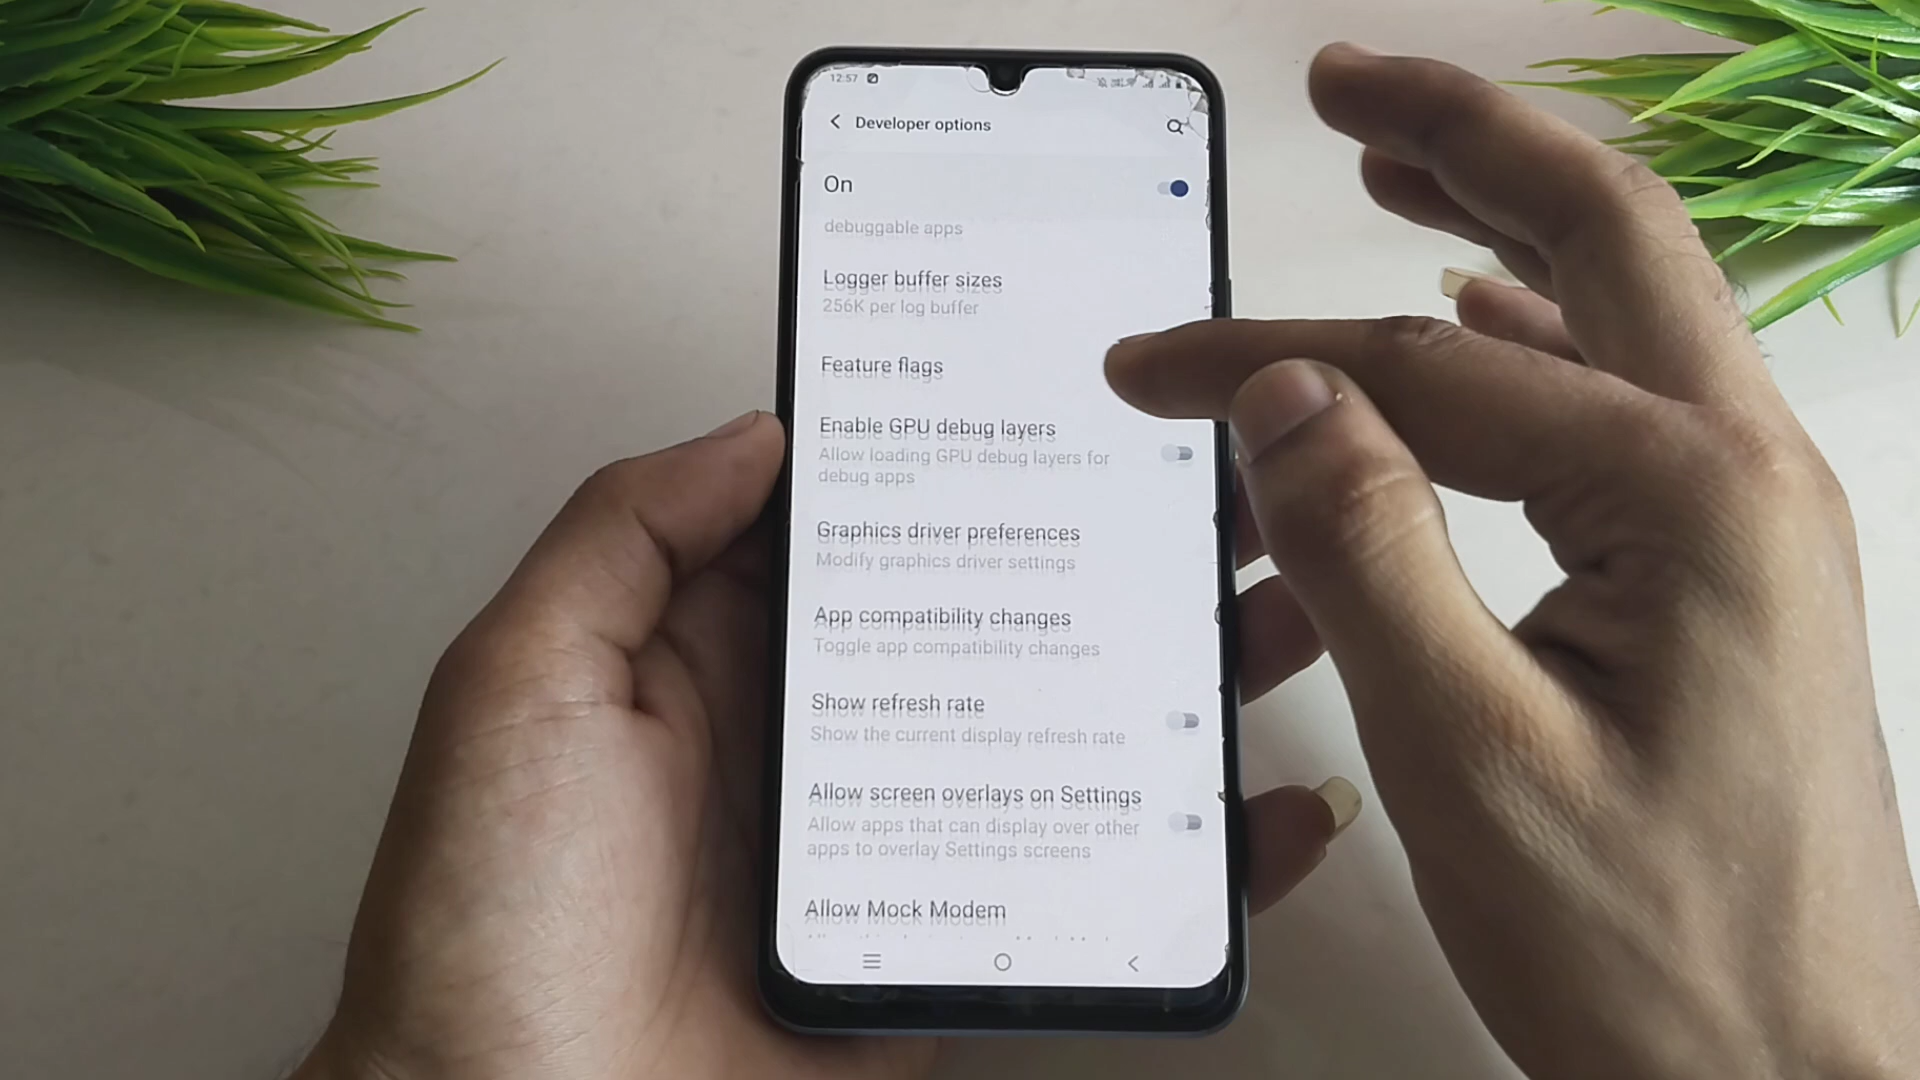 12:57
Developer options
On
debuggable apps
Logger buffer sizes
256K per log buffer
Feature flags
Enable GPU debug layers
Allow loading GPU debug layers for
debug apps
Graphics driver preferences
Modify graphics driver settings
App compatibility changes
Toggle app compatibility changes
Show refresh rate
Show the current display refresh rate
Allow screen overlays on Settings
Allow apps that can display over other
apps to overlay Settings screens
Allow Mock Modem